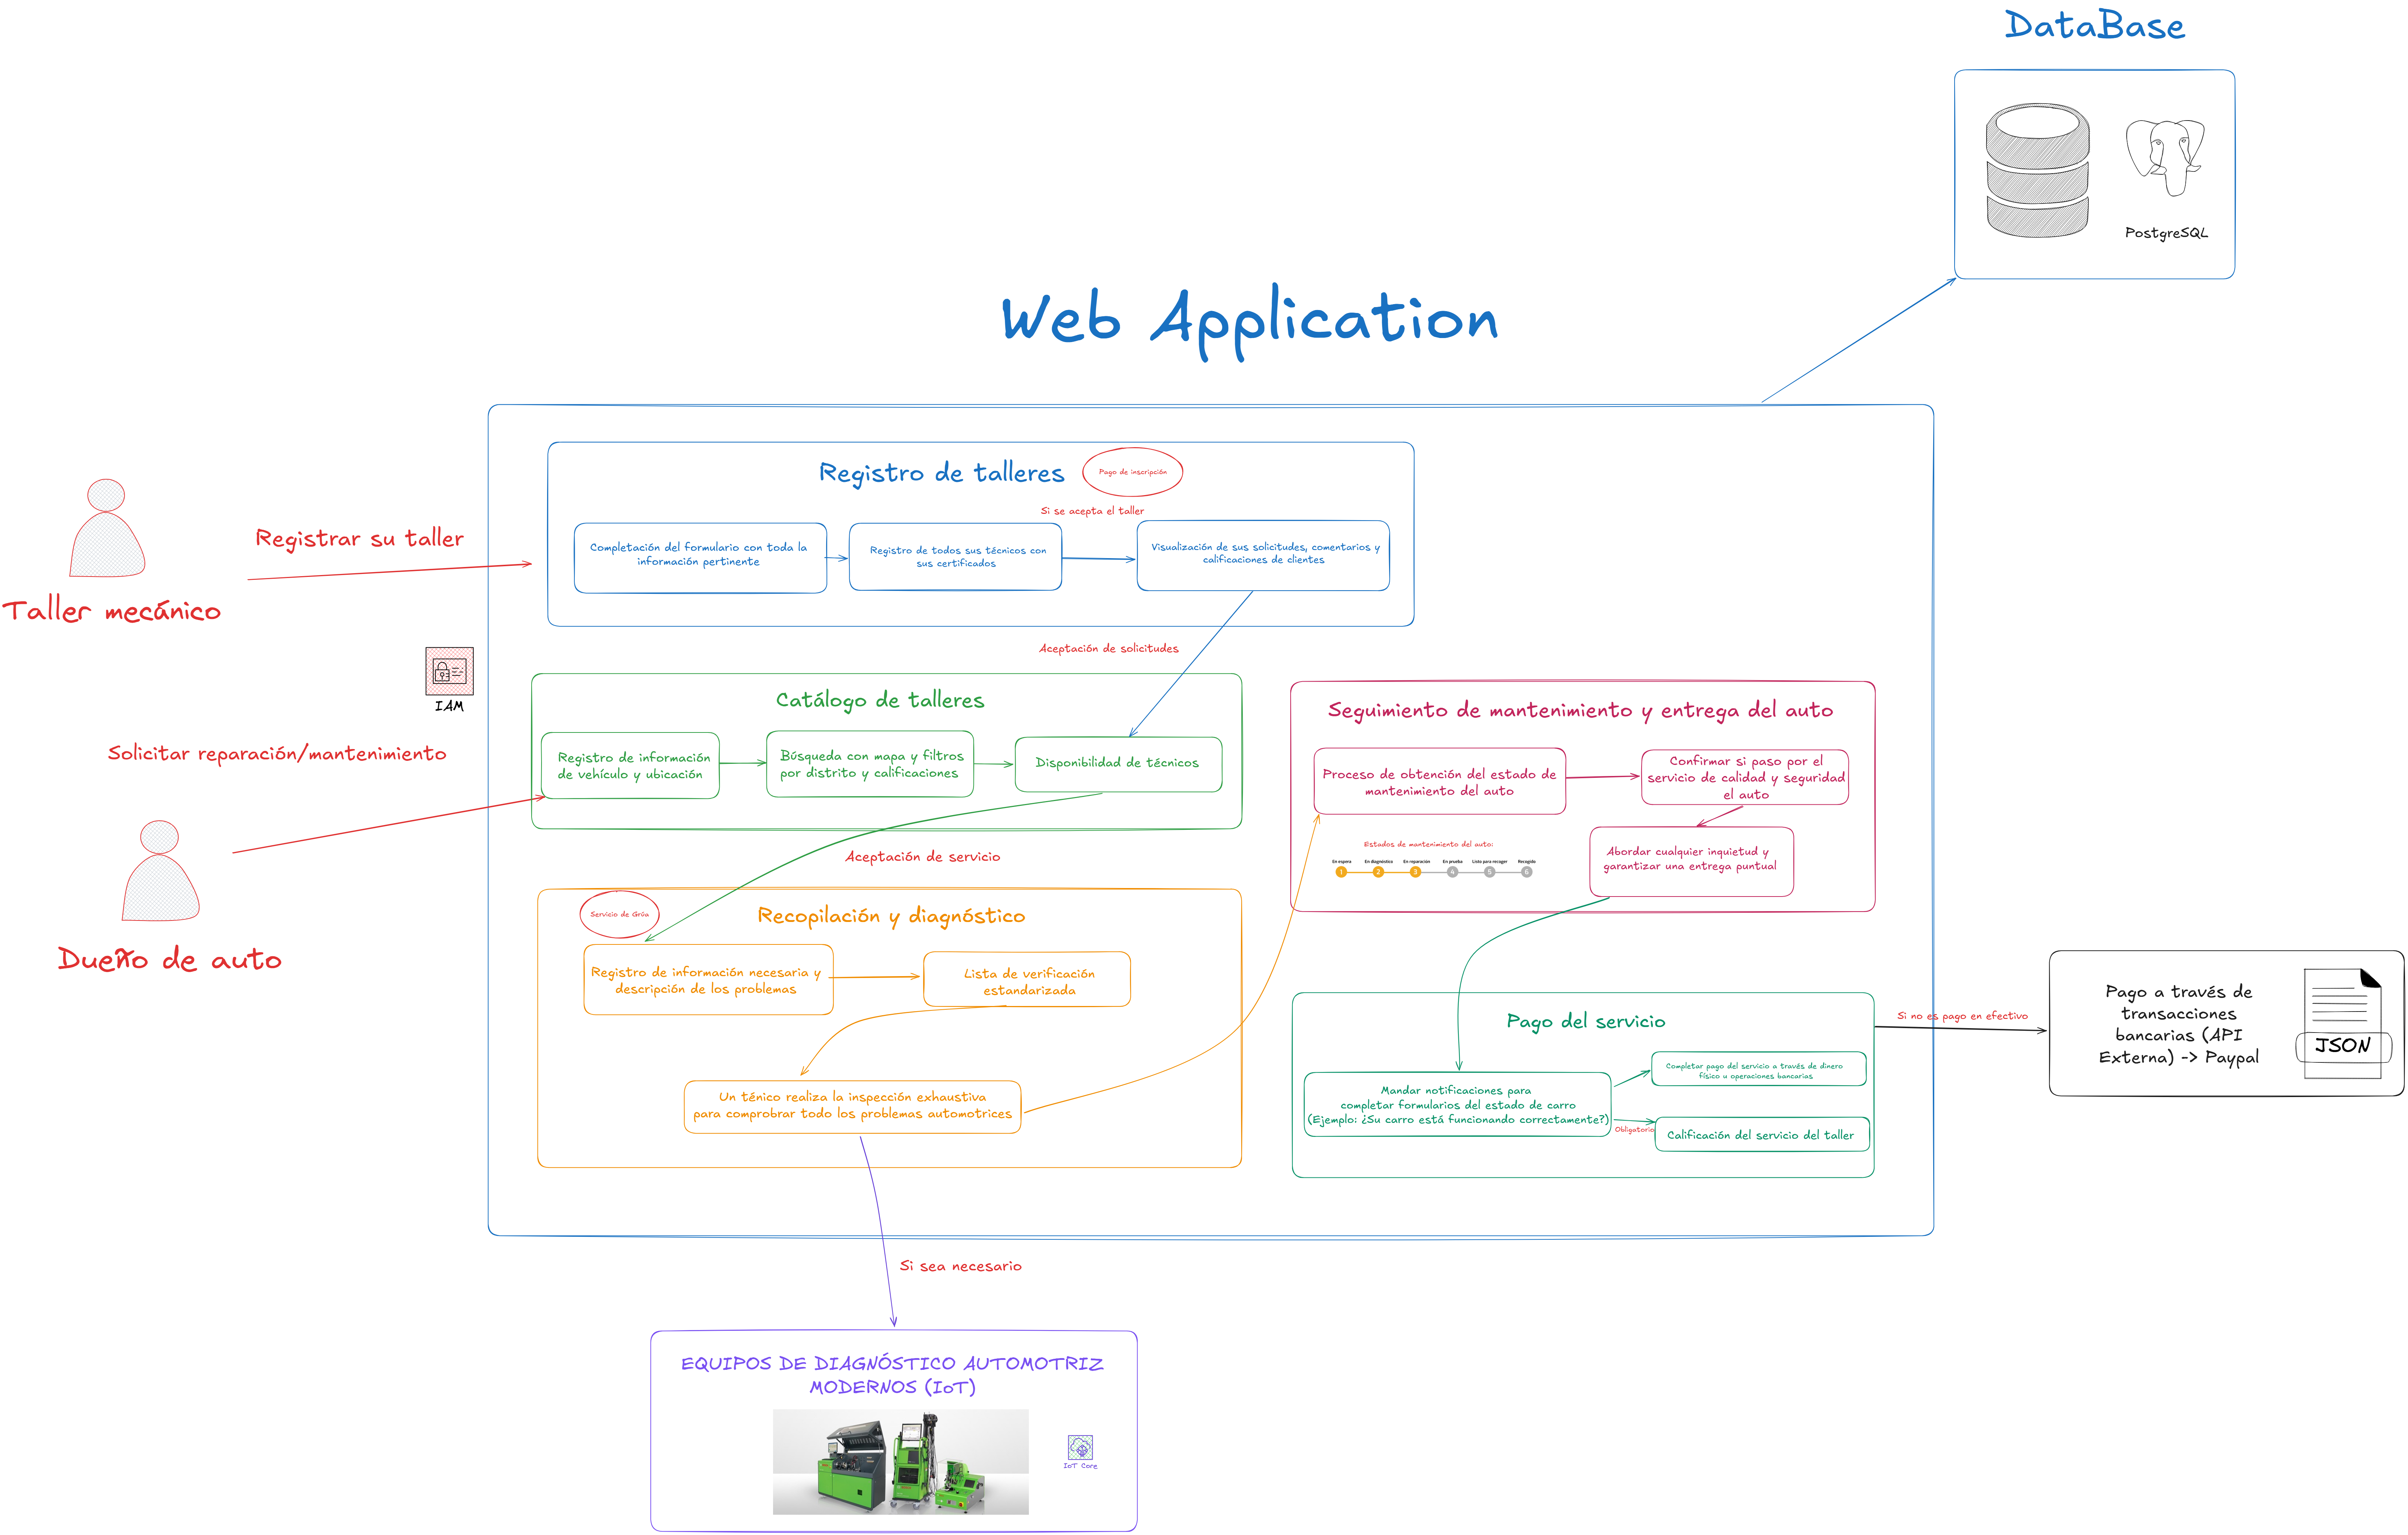 DataBase
PostgreSQL
Web Application
Registro de talleres
Pago de inscripción
Si se acepta el taller
Completación del formulario con toda la
información pertinente
Registro de todos sus técnicos con
sus certificados
Visualización de sus solicitudes, comentarios y
calificaciones de clientes
Registrar su taller
Taller mecánico
IAM
Aceptación de solicitudes
Catálogo de talleres
Registro de información
de vehículo y ubicación
Búsqueda con mapa y filtros
por distrito y calificaciones
Disponibilidad de técnicos
Solicitar reparación/mantenimiento
Dueño de auto
Aceptación de servicio
Seguimiento de mantenimiento y entrega del auto
Proceso de obtención del estado de
mantenimiento del auto
Confirmar si paso por el
servicio de calidad y seguridad
el auto
Estados de mantenimiento del auto:
En espera En diagnóstico En reparación En prueba Listo para recoger Recogido
1 2 3 4 5 6
Abordar cualquier inquietud y
garantizar una entrega puntual
Servicio de Grúa
Recopilación y diagnóstico
Registro de información necesaria y
descripción de los problemas
Lista de verificación
estandarizada
Un ténico realiza la inspección exhaustiva
para comprobar todo los problemas automotrices
Pago del servicio
Mandar notificaciones para
completar formularios del estado de carro
(Ejemplo: ¿Su carro está funcionando correctamente?)
Completar pago del servicio a través de dinero
físico u operaciones bancarias
Obligatorio
Calificación del servicio del taller
Si no es pago en efectivo
Pago a través de
transacciones
bancarias (API
Externa) -> Paypal
JSON
Si sea necesario
EQUIPOS DE DIAGNÓSTICO AUTOMOTRIZ
MODERNOS (IoT)
IoT Core